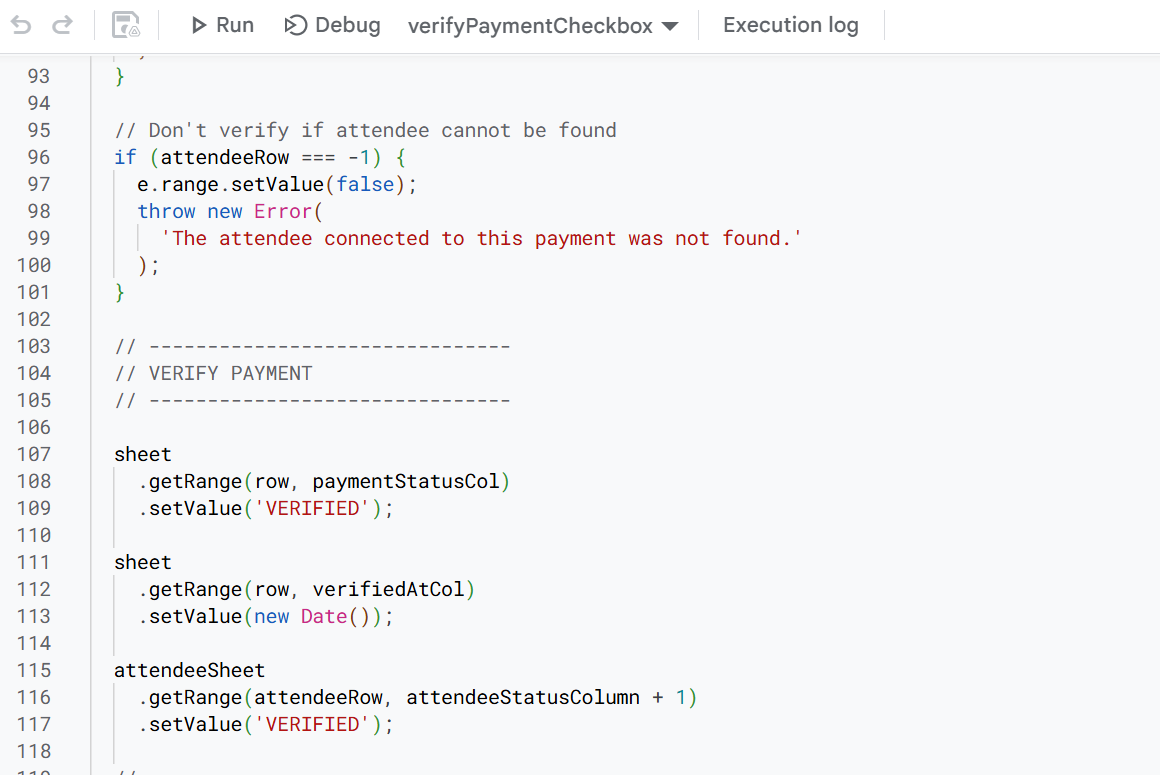 Run Debug verifyPaymentCheckbox Execution log
93 }
94
95 // Don't verify if attendee cannot be found
96 if (attendeeRow === -1) {
97 e.range.setValue(false);
98 throw new Error(
99 'The attendee connected to this payment was not found.'
100 );
101 }
102
103 // -------------------------------
104 // VERIFY PAYMENT
105 // -------------------------------
106
107 sheet
108 .getRange(row, paymentStatusCol)
109 .setValue('VERIFIED');
110
111 sheet
112 .getRange(row, verifiedAtCol)
113 .setValue(new Date());
114
115 attendeeSheet
116 .getRange(attendeeRow, attendeeStatusColumn + 1)
117 .setValue('VERIFIED');
118